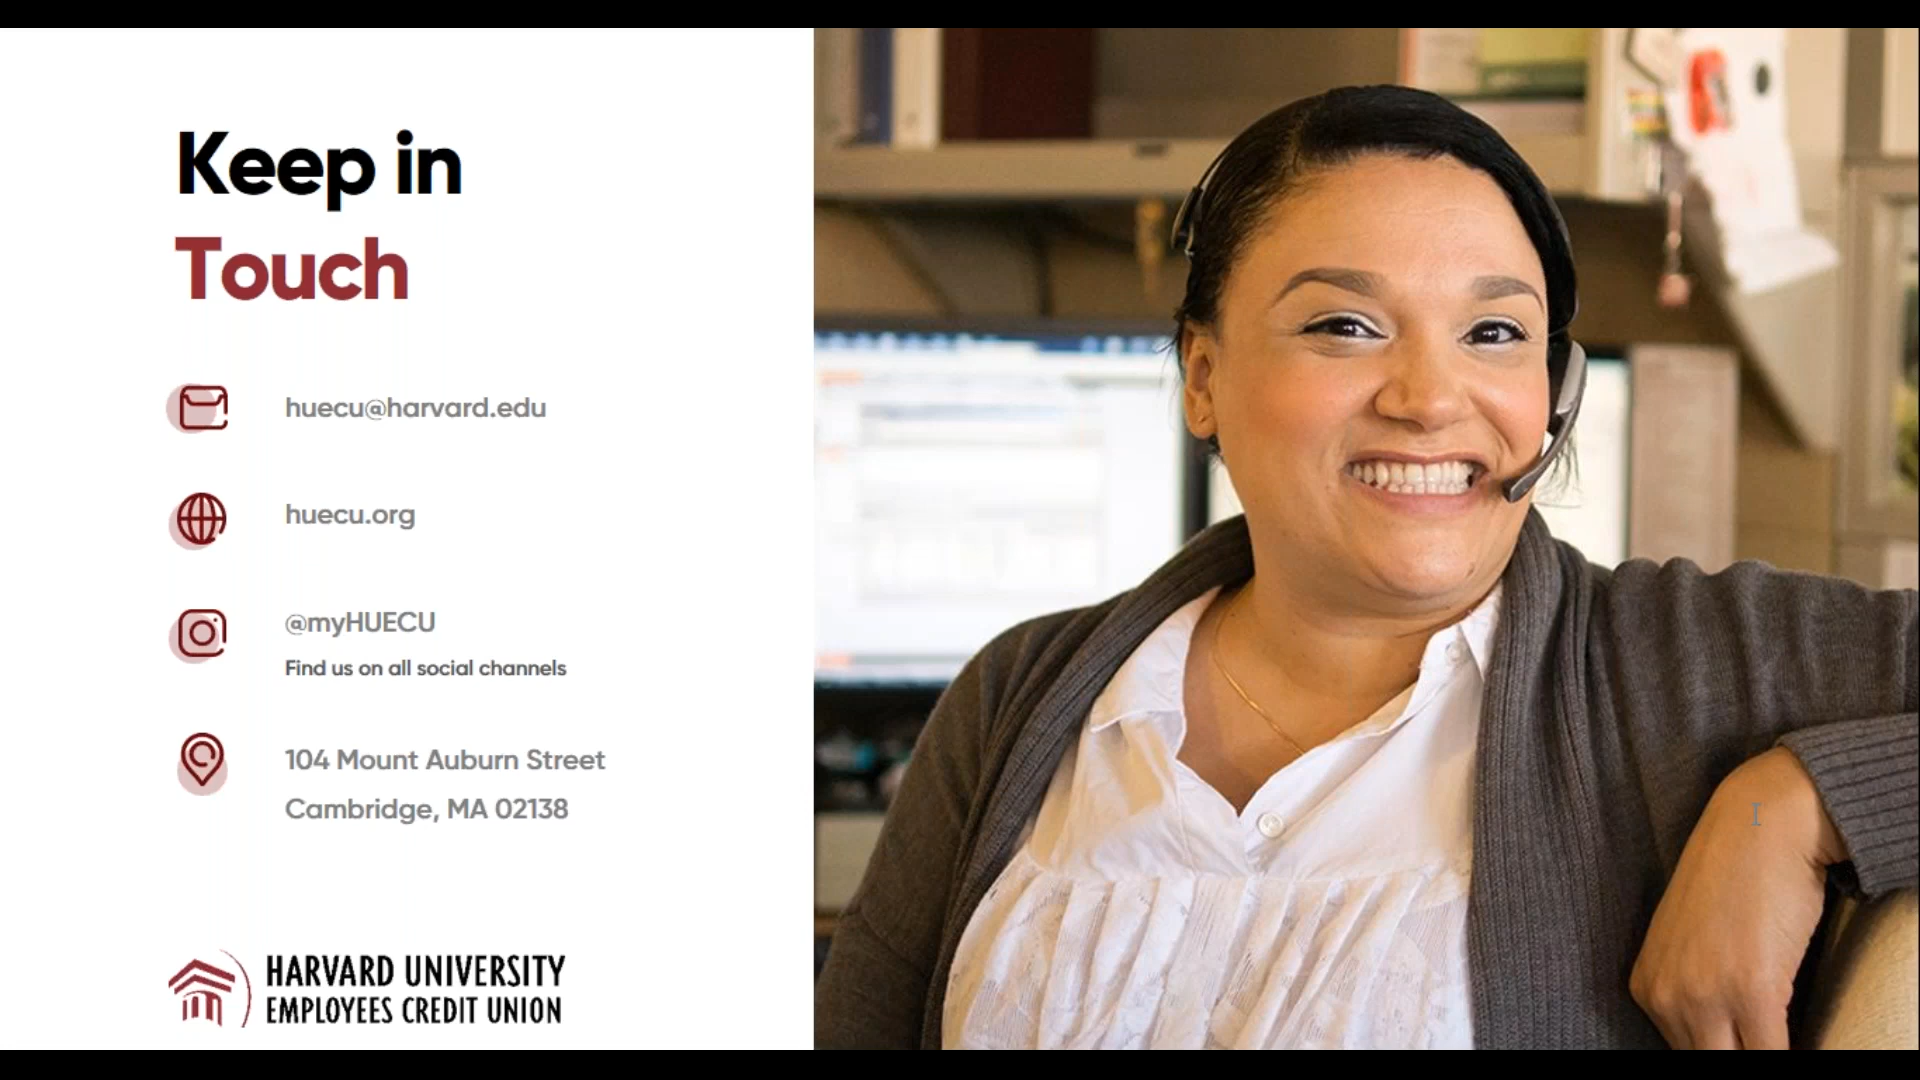 Keep in
Touch
huecu@harvard.edu
huecu.org
@myHUECU
Find us on all social channels
104 Mount Auburn Street
Cambridge, MA 02138
HARVARD UNIVERSITY
EMPLOYEES CREDIT UNION